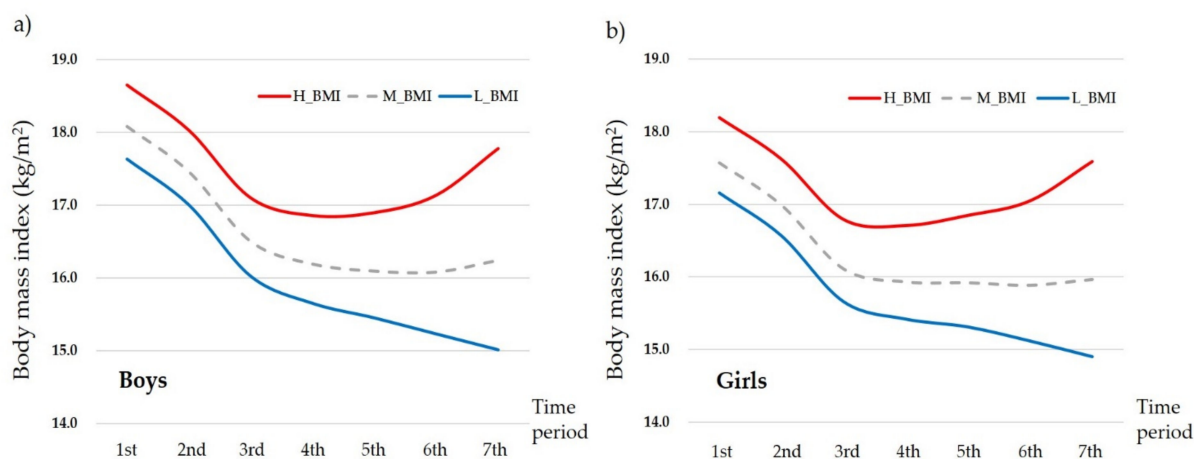 a)
Body mass index (kg/m²)
19.0
18.0
17.0
16.0
15.0
14.0
H_BMI M_BMI L_BMI
Boys
Time
period
1st 2nd 3rd 4th 5th 6th 7th
b)
Body mass index (kg/m²)
19.0
18.0
17.0
16.0
15.0
14.0
H_BMI M_BMI L_BMI
Girls
Time
period
1st 2nd 3rd 4th 5th 6th 7th